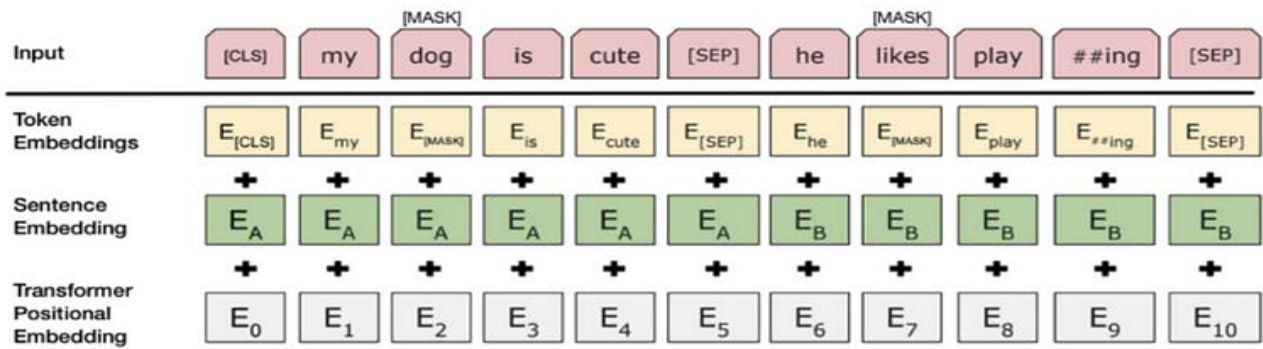 [MASK] [MASK]
Input [CLS] my dog is cute [SEP] he likes play ##ing [SEP]
Token
Embeddings
E[CLS] Emy E[MASK] Eis Ecute E[SEP] Ehe E[MASK] Eplay E##ing E[SEP]
+ + + + + + + + + + +
Sentence
Embedding
EA EA EA EA EA EA EB EB EB EB EB
+ + + + + + + + + + +
Transformer
Positional
Embedding
E0 E1 E2 E3 E4 E5 E6 E7 E8 E9 E10